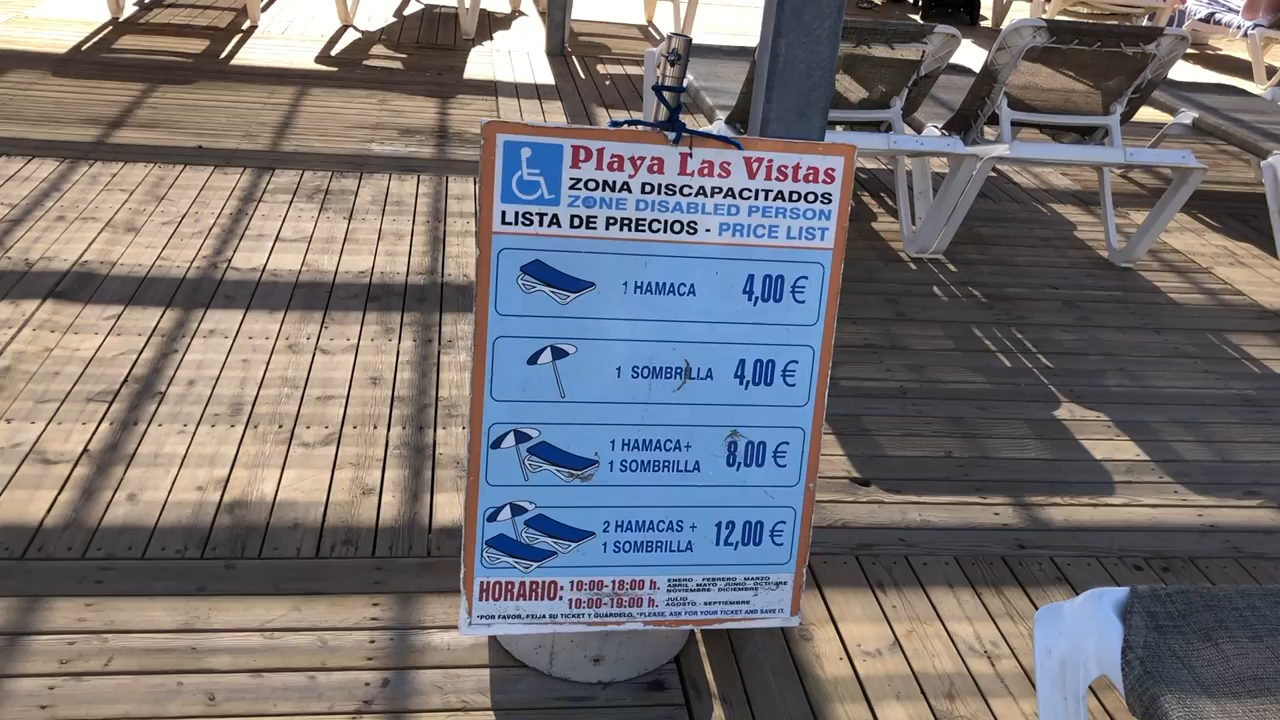 Playa Las Vistas
ZONA DISCAPACITADOS
ZONE DISABLED PERSON
LISTA DE PRECIOS - PRICE LIST
1 HAMACA 4,00 €
1 SOMBRILLA 4,00 €
1 HAMACA+
1 SOMBRILLA 8,00 €
2 HAMACAS +
1 SOMBRILLA 12,00 €
HORARIO: 10:00-18:00 h. ENERO - FEBRERO - MARZO
ABRIL - MAYO - JUNIO - OCTUBRE
NOVIEMBRE - DICIEMBRE
10:00-19:00 h. JULIO
AGOSTO - SEPTIEMBRE
*POR FAVOR, EXIJA SU TICKET Y GUARDELO. *PLEASE, ASK FOR YOUR TICKET AND SAVE IT.